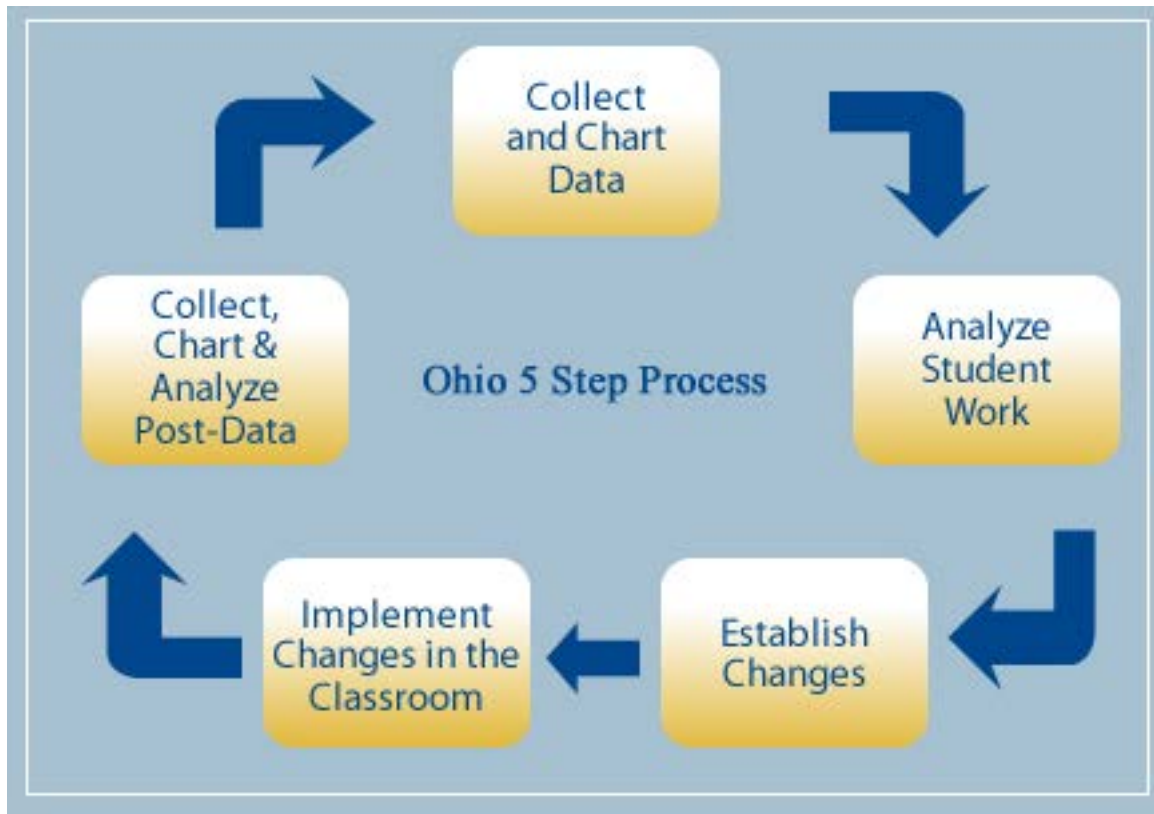 Collect
and Chart
Data
Analyze
Student
Work
Establish
Changes
Implement
Changes in the
Classroom
Collect,
Chart &
Analyze
Post-Data
Ohio 5 Step Process